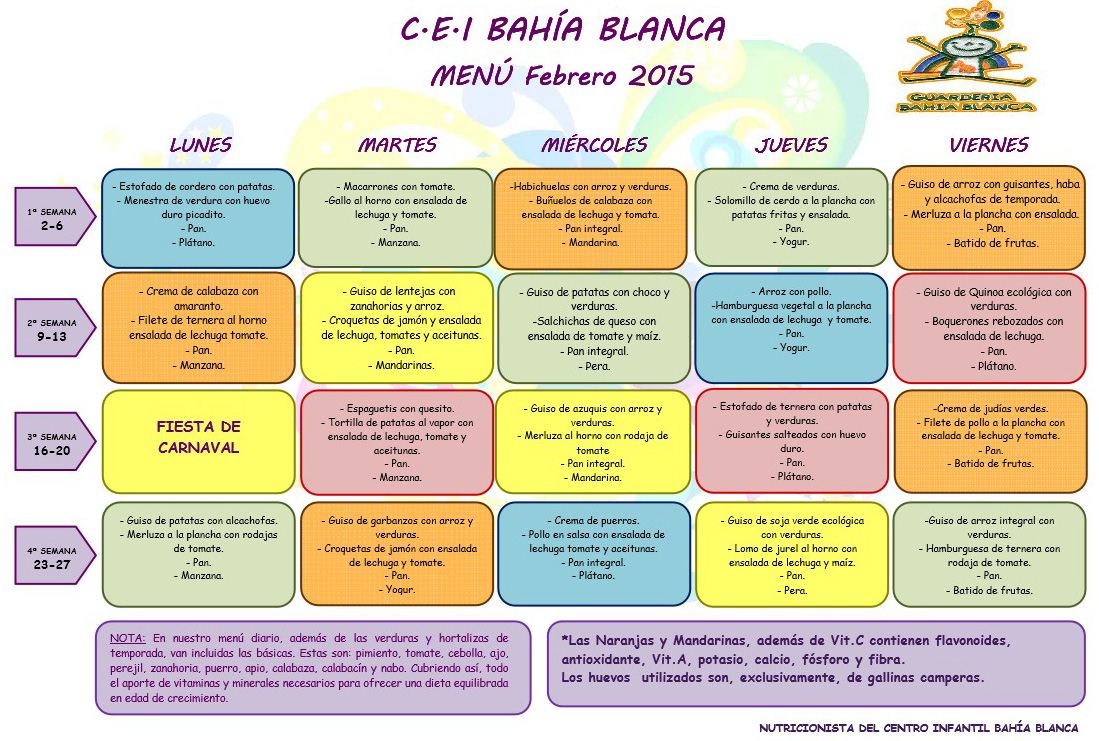 C.E.I BAHÍA BLANCA
MENÚ Febrero 2015
GUARDERIA
BAHIA BLANCA
LUNES
MARTES
MIÉRCOLES
JUEVES
VIERNES
1ª SEMANA
2-6
- Estofado de cordero con patatas.
- Menestra de verdura con huevo
duro picadito.
- Pan.
- Plátano.
- Macarrones con tomate.
-Gallo al horno con ensalada de
lechuga y tomate.
- Pan.
- Manzana.
-Habichuelas con arroz y verduras.
- Buñuelos de calabaza con
ensalada de lechuga y tomata.
- Pan integral.
- Mandarina.
- Crema de verduras.
- Solomillo de cerdo a la plancha con
patatas fritas y ensalada.
- Pan.
- Yogur.
- Guiso de arroz con guisantes, haba
y alcachofas de temporada.
- Merluza a la plancha con ensalada.
- Pan.
- Batido de frutas.
2ª SEMANA
9-13
- Crema de calabaza con
amaranto.
- Filete de ternera al horno
ensalada de lechuga tomate.
- Pan.
- Manzana.
- Guiso de lentejas con
zanahorias y arroz.
- Croquetas de jamón y ensalada
de lechuga, tomates y aceitunas.
- Pan.
- Mandarinas.
- Guiso de patatas con choco y
verduras.
-Salchichas de queso con
ensalada de tomate y maíz.
- Pan integral.
- Pera.
- Arroz con pollo.
-Hamburguesa vegetal a la plancha
con ensalada de lechuga y tomate.
- Pan.
- Yogur.
- Guiso de Quinoa ecológica con
verduras.
- Boquerones rebozados con
ensalada de lechuga.
- Pan.
- Plátano.
3ª SEMANA
16-20
FIESTA DE
CARNAVAL
- Espaguetis con quesito.
- Tortilla de patatas al vapor con
ensalada de lechuga, tomate y
aceitunas.
- Pan.
- Manzana.
- Guiso de azuquis con arroz y
verduras.
- Merluza al horno con rodaja de
tomate
- Pan integral.
- Mandarina.
- Estofado de ternera con patatas
y verduras.
- Guisantes salteados con huevo
duro.
- Pan.
- Plátano.
-Crema de judías verdes.
- Filete de pollo a la plancha con
ensalada de lechuga y tomate.
- Pan.
- Batido de frutas.
4ª SEMANA
23-27
- Guiso de patatas con alcachofas.
- Merluza a la plancha con rodajas
de tomate.
- Pan.
- Manzana.
- Guiso de garbanzos con arroz y
verduras.
- Croquetas de jamón con ensalada
de lechuga y tomate.
- Pan.
- Yogur.
- Crema de puerros.
- Pollo en salsa con ensalada de
lechuga tomate y aceitunas.
- Pan integral.
- Plátano.
- Guiso de soja verde ecológica
con verduras.
- Lomo de jurel al horno con
ensalada de lechuga y maíz.
- Pan.
- Pera.
-Guiso de arroz integral con
verduras.
- Hamburguesa de ternera con
rodaja de tomate.
- Pan.
- Batido de frutas.
NOTA: En nuestro menú diario, además de las verduras y hortalizas de
temporada, van incluidas las básicas. Estas son: pimiento, tomate, cebolla, ajo,
perejil, zanahoria, puerro, apio, calabaza, calabacín y nabo. Cubriendo así, todo
el aporte de vitaminas y minerales necesarios para ofrecer una dieta equilibrada
en edad de crecimiento.
*Las Naranjas y Mandarinas, además de Vit.C contienen flavonoides,
antioxidante, Vit.A, potasio, calcio, fósforo y fibra.
Los huevos utilizados son, exclusivamente, de gallinas camperas.
NUTRICIONISTA DEL CENTRO INFANTIL BAHÍA BLANCA